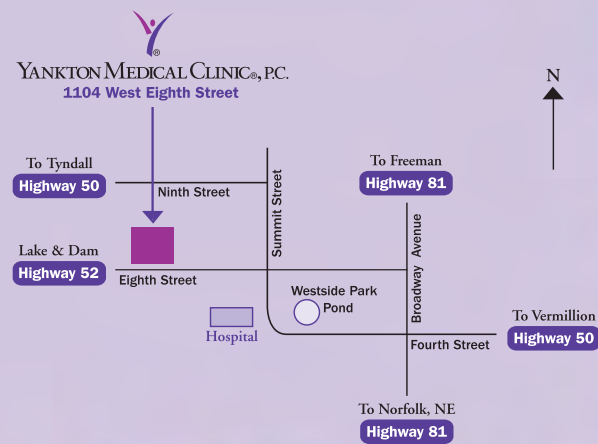 YANKTON MEDICAL CLINIC®, P.C.
1104 West Eighth Street
N
To Tyndall
Highway 50
Ninth Street
Summit Street
To Freeman
Highway 81
Broadway Avenue
Lake & Dam
Highway 52
Eighth Street
Westside Park
Pond
Hospital
Fourth Street
To Vermillion
Highway 50
To Norfolk, NE
Highway 81